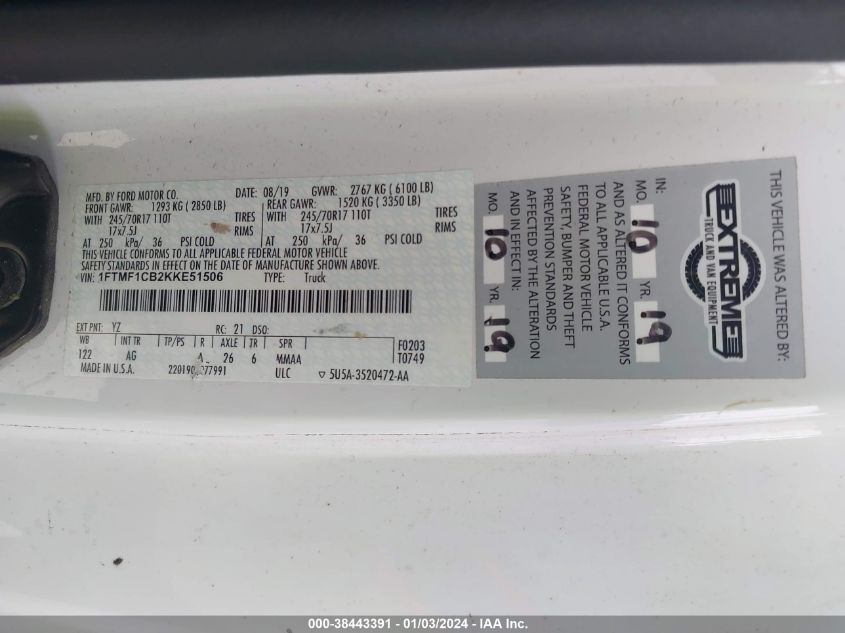 MFD. BY FORD MOTOR CO.
DATE: 08/19 GVWR: 2767 KG ( 6100 LB)
FRONT GAWR: 1293 KG ( 2850 LB)
REAR GAWR: 1520 KG ( 3350 LB)
WITH 245/70R17 110T TIRES
WITH 245/70R17 110T TIRES
17x7.5J RIMS
17x7.5J RIMS
AT 250 kPa/ 36 PSI COLD
AT 250 kPa/ 36 PSI COLD
THIS VEHICLE CONFORMS TO ALL APPLICABLE FEDERAL MOTOR VEHICLE
SAFETY STANDARDS IN EFFECT ON THE DATE OF MANUFACTURE SHOWN ABOVE.
VIN: 1FTMF1CB2KKE51506 TYPE: Truck
EXT PNT: YZ RC: 21 DSO:
WB INT TR TP/PS R AXLE TR SPR F0203
122 AG 26 6 MMAA T0749
MADE IN U.S.A. ULC ▽ 5U5A-3520472-AA
THIS VEHICLE WAS ALTERED BY:
EXTREME
TRUCK AND VAN EQUIPMENT
IN:
MO. 10 YR. 19
AND AS ALTERED IT CONFORMS
TO ALL APPLICABLE U.S.A.
FEDERAL MOTOR VEHICLE
SAFETY, BUMPER AND THEFT
PREVENTION STANDARDS
AFFECTED BY THE ALTERATION
AND IN EFFECT IN:
MO. 10 YR. 19
000-38443391 - 01/03/2024 - IAA Inc.